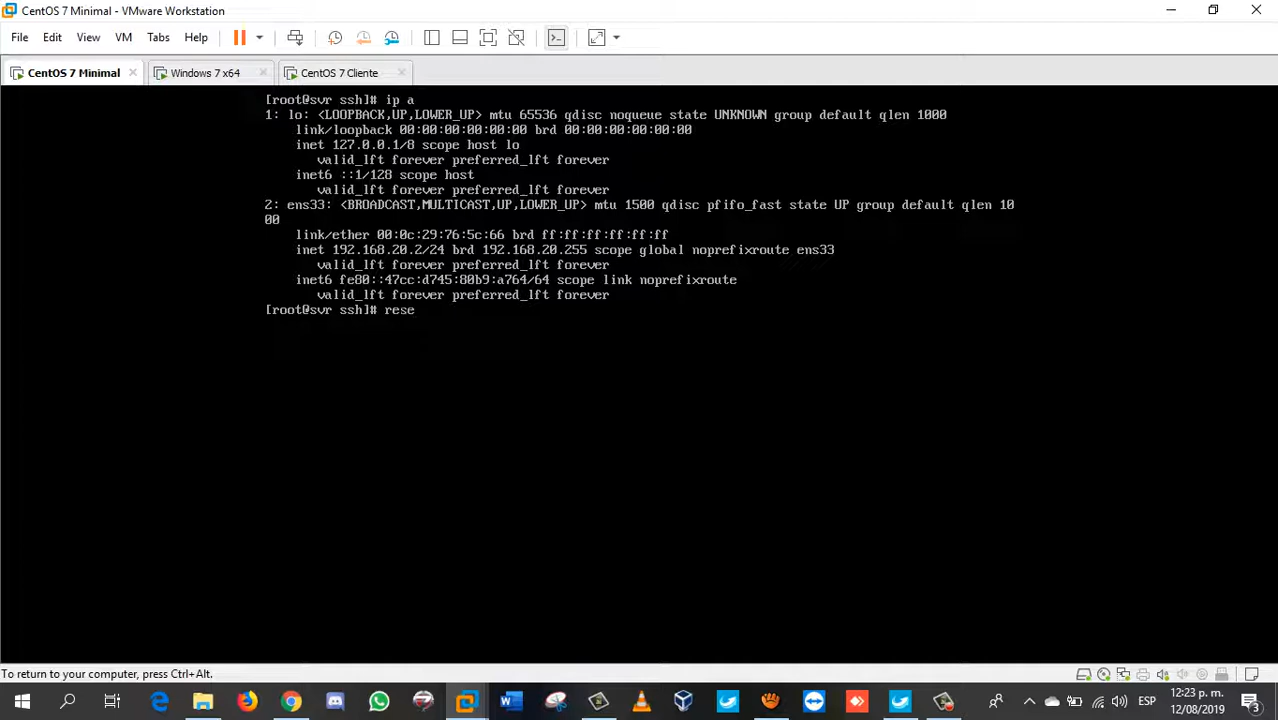 CentOS 7 Minimal - VMware Workstation
File Edit View VM Tabs Help
CentOS 7 Minimal Windows 7 x64 CentOS 7 Cliente
[root@svr ssh]# ip a
1: lo: <LOOPBACK,UP,LOWER_UP> mtu 65536 qdisc noqueue state UNKNOWN group default qlen 1000
link/loopback 00:00:00:00:00:00 brd 00:00:00:00:00:00
inet 127.0.0.1/8 scope host lo
valid_lft forever preferred_lft forever
inet6 ::1/128 scope host
valid_lft forever preferred_lft forever
2: ens33: <BROADCAST,MULTICAST,UP,LOWER_UP> mtu 1500 qdisc pfifo_fast state UP group default qlen 10
00
link/ether 00:0c:29:76:5c:66 brd ff:ff:ff:ff:ff:ff
inet 192.168.20.2/24 brd 192.168.20.255 scope global noprefixroute ens33
valid_lft forever preferred_lft forever
inet6 fe80::47cc:d745:80b9:a764/64 scope link noprefixroute
valid_lft forever preferred_lft forever
[root@svr ssh]# rese
To return to your computer, press Ctrl+Alt.
ESP
12:23 p. m.
12/08/2019
3